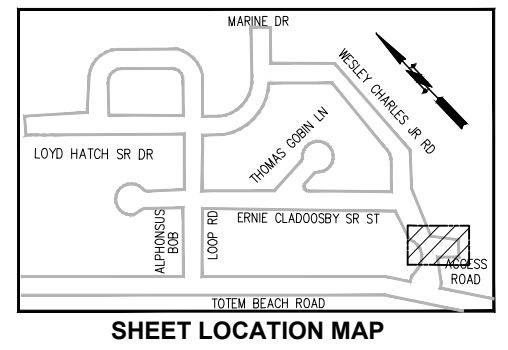 MARINE DR
WESLEY CHARLES JR RD
THOMAS GOBIN LN
LOYD HATCH SR DR
ERNIE CLADOOSBY SR ST
ALPHONSUS
BOB
LOOP RD
ACCESS
ROAD
TOTEM BEACH ROAD
SHEET LOCATION MAP